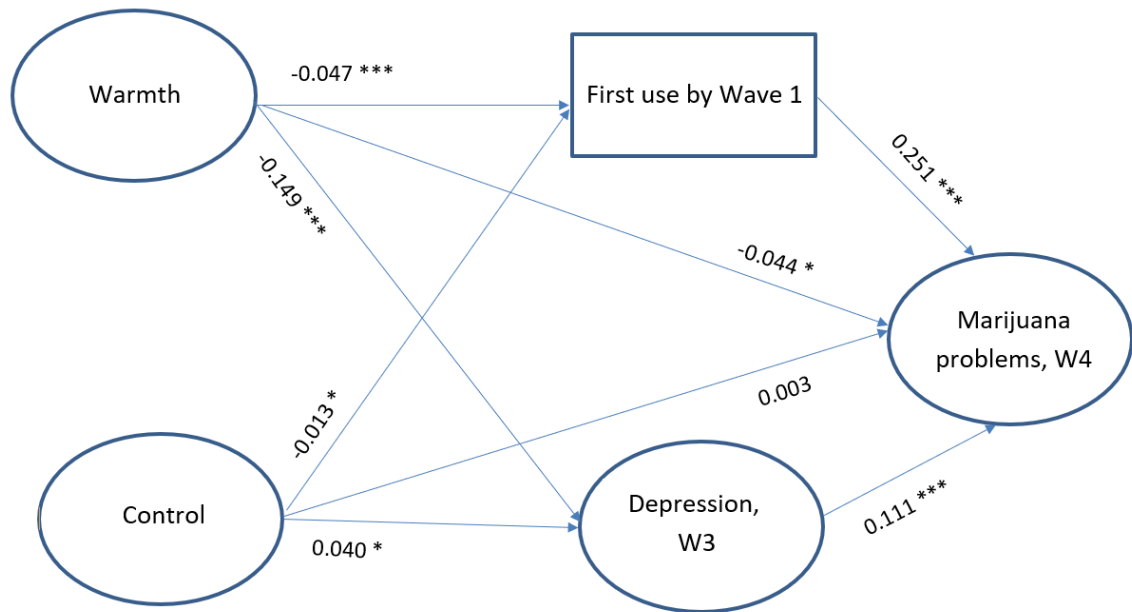 Warmth
-0.047 ***
First use by Wave 1
-0.149 ***
0.251 ***
-0.044 *
Marijuana
problems, W4
-0.013 *
0.003
Control
0.040 *
Depression,
W3
0.111 ***